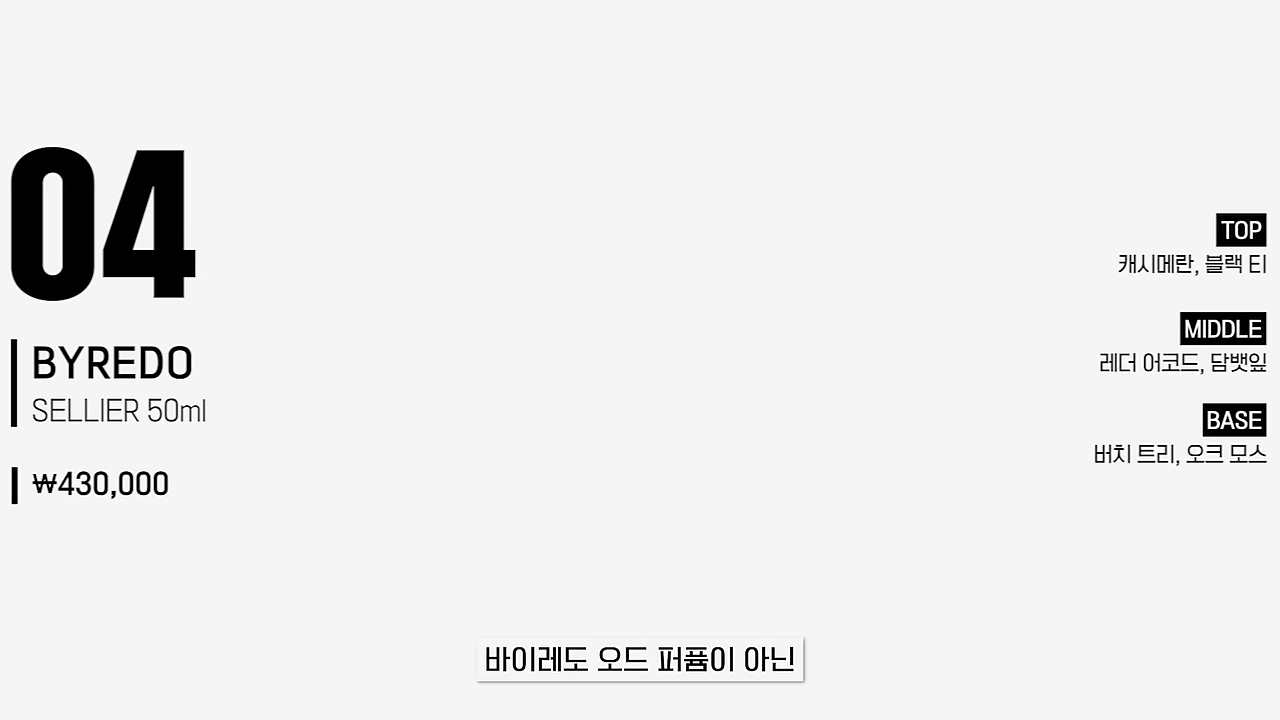 04
BYREDO
SELLIER 50ml
₩430,000
TOP
캐시메란, 블랙 티
MIDDLE
레더 어코드, 담뱃잎
BASE
버치 트리, 오크 모스
바이레도 오드 퍼퓸이 아닌